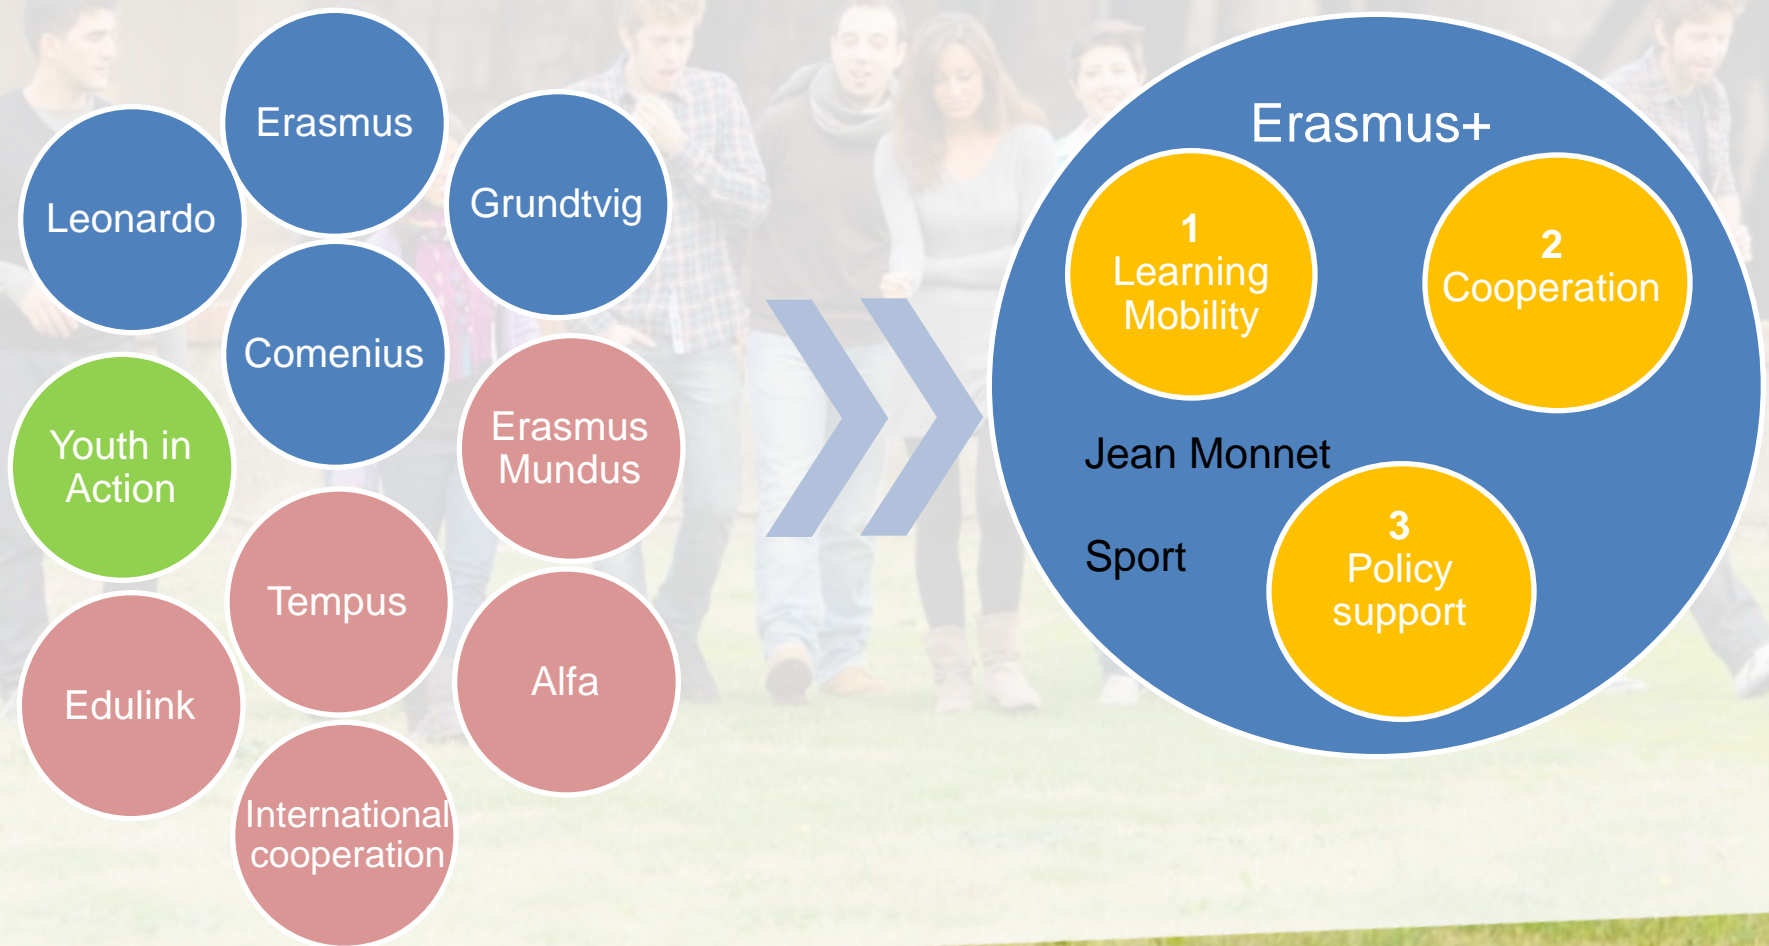 Erasmus
Leonardo
Grundtvig
Comenius
Youth in
Action
Erasmus
Mundus
Tempus
Edulink
Alfa
International
cooperation
Erasmus+
1
Learning
Mobility
2
Cooperation
Jean Monnet
Sport
3
Policy
support